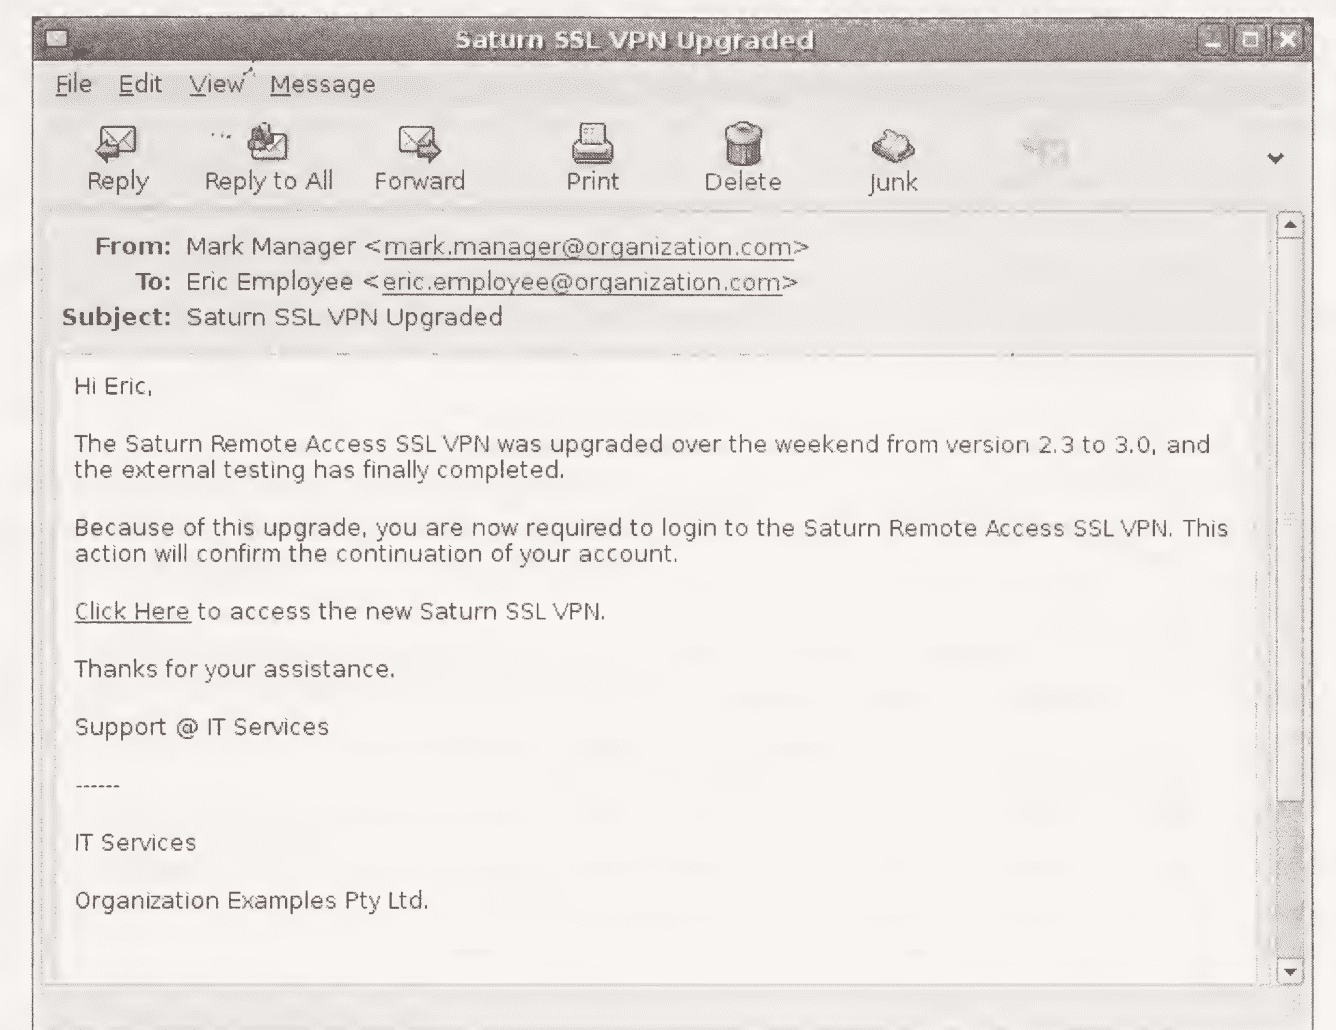 Saturn SSL VPN Upgraded
File Edit View Message
Reply Reply to All Forward Print Delete Junk
From: Mark Manager <mark.manager@organization.com>
To: Eric Employee <eric.employee@organization.com>
Subject: Saturn SSL VPN Upgraded
Hi Eric,
The Saturn Remote Access SSL VPN was upgraded over the weekend from version 2.3 to 3.0, and
the external testing has finally completed.
Because of this upgrade, you are now required to login to the Saturn Remote Access SSL VPN. This
action will confirm the continuation of your account.
Click Here to access the new Saturn SSL VPN.
Thanks for your assistance.
Support @ IT Services
------
IT Services
Organization Examples Pty Ltd.